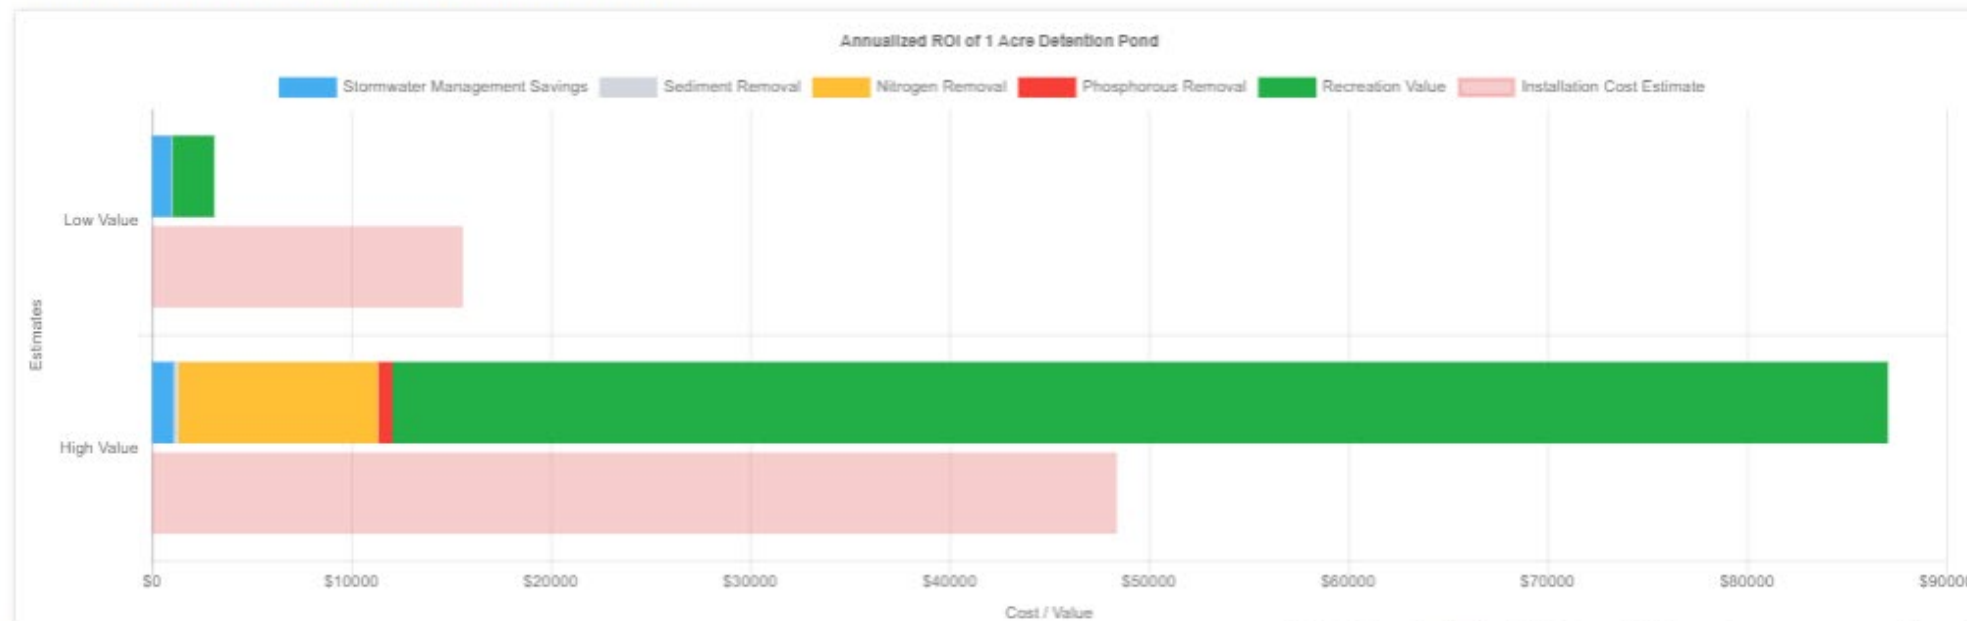 Annualized ROI of 1 Acre Detention Pond
Stormwater Management Savings Sediment Removal Nitrogen Removal Phosphorous Removal Recreation Value Installation Cost Estimate
Low Value
Estimates
High Value
$0 $10000 $20000 $30000 $40000 $50000 $60000 $70000 $80000 $90000
Cost / Value